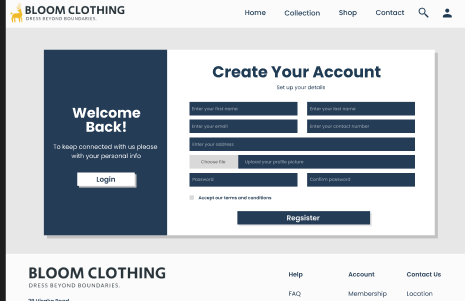 BLOOM CLOTHING
DRESS BEYOND BOUNDARIES.
Home Collection Shop Contact
Create Your Account
Set up your details
Welcome Back!
To keep connected with us please
with your personal info
Login
Enter your first name Enter your last name
Enter your email Enter your contact number
Enter your address
Choose file Upload your profile picture
Password Confirm password
Accept our terms and conditions
Regsister
BLOOM CLOTHING
DRESS BEYOND BOUNDARIES.
Help Account Contact Us
FAQ Membership Location